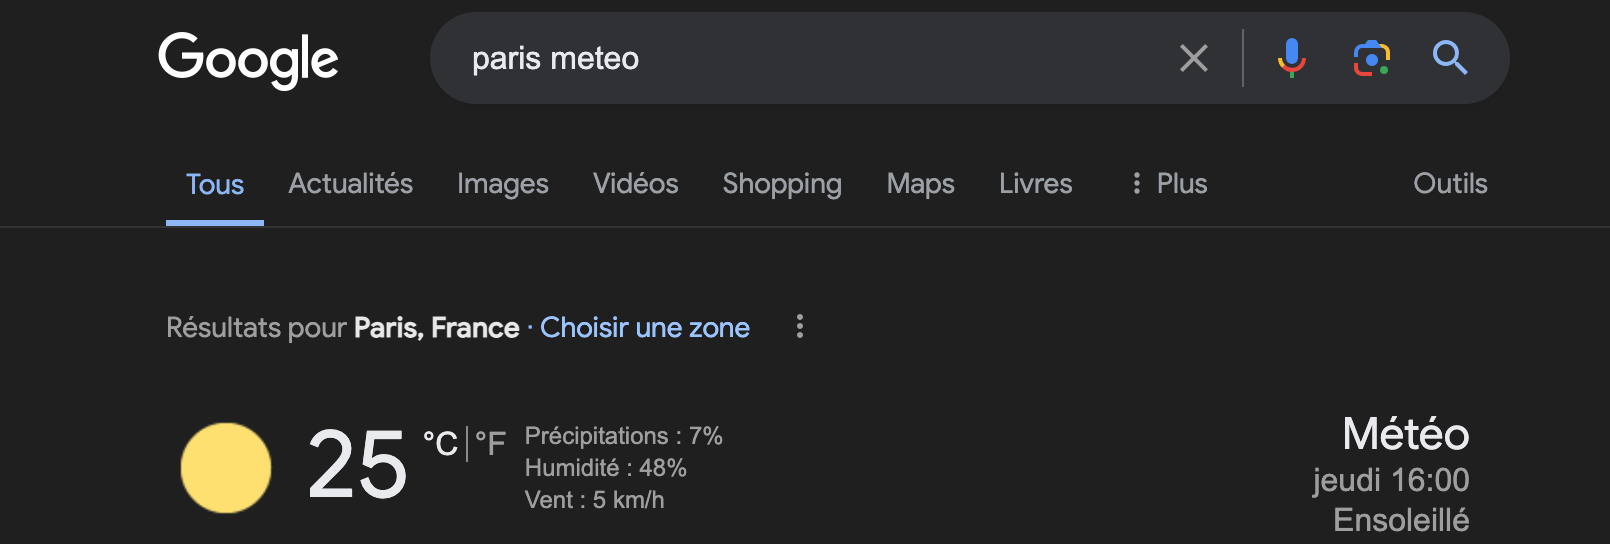 Google
paris meteo
Tous Actualités Images Vidéos Shopping Maps Livres Plus Outils
Résultats pour Paris, France · Choisir une zone
25 °C | °F
Précipitations : 7%
Humidité : 48%
Vent : 5 km/h
Météo
jeudi 16:00
Ensoleillé